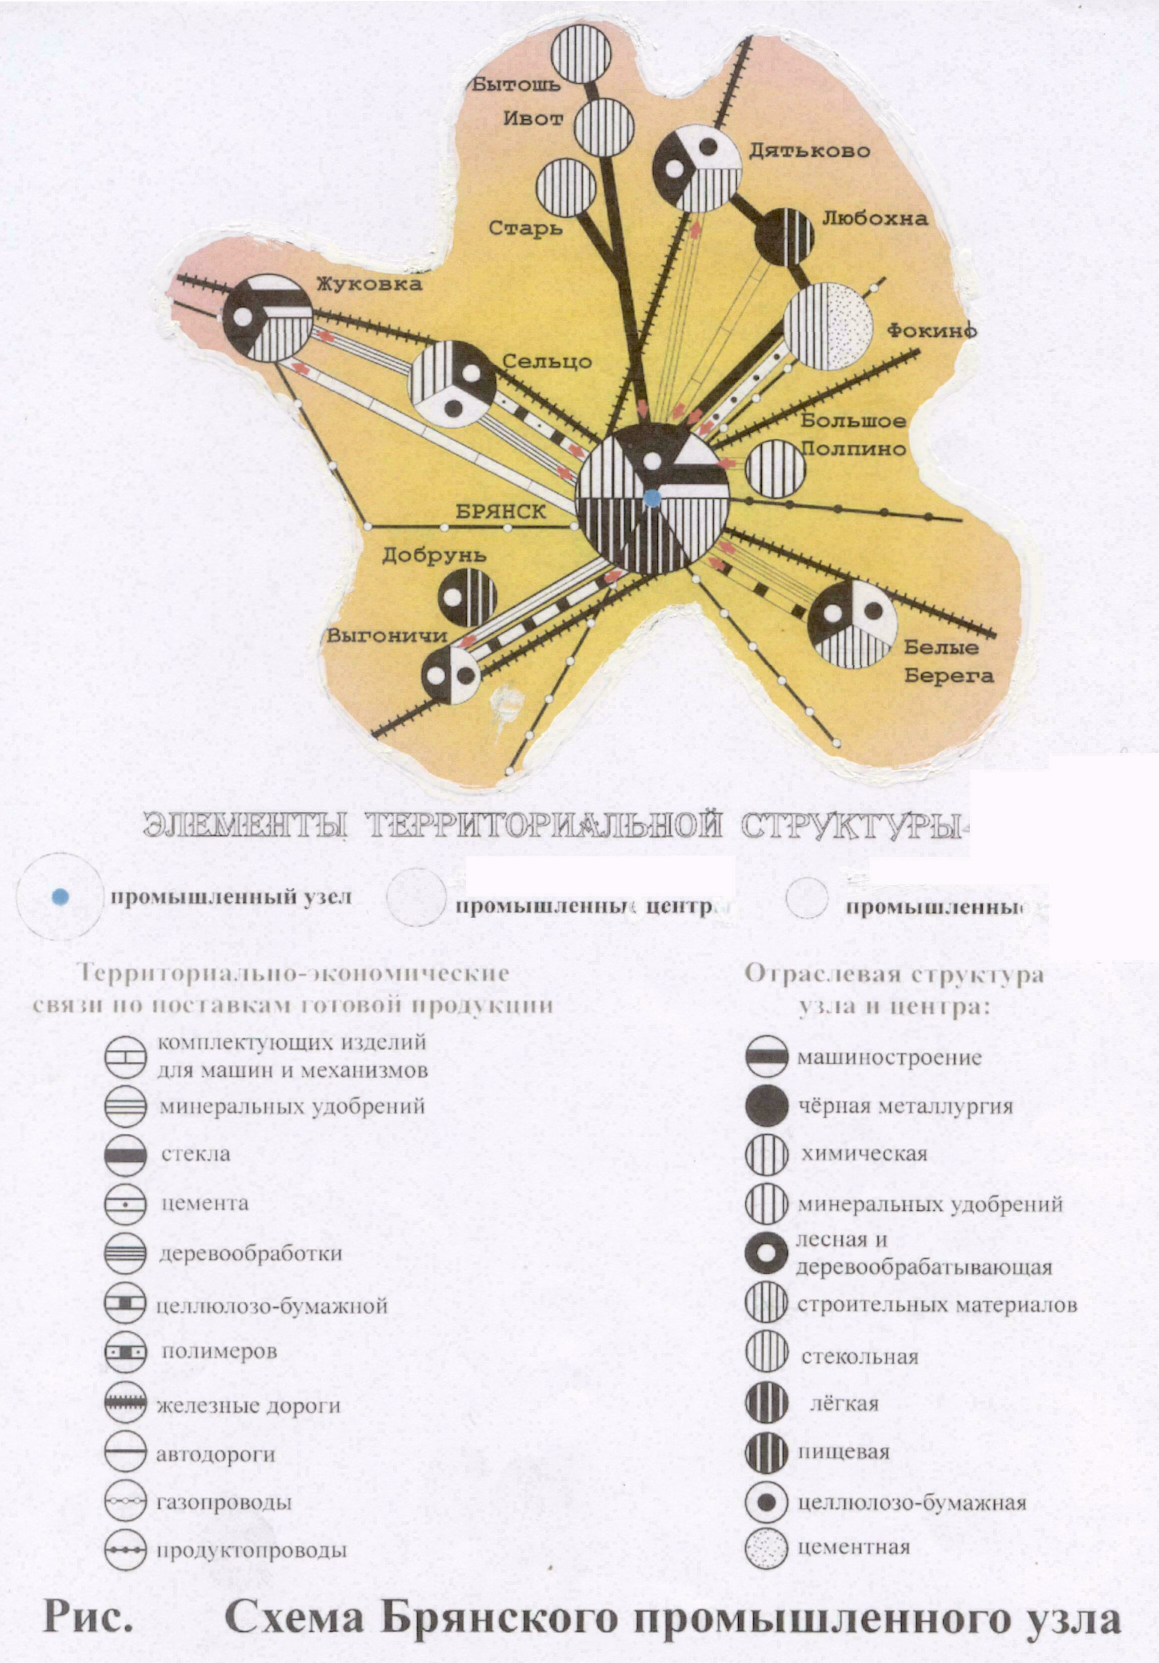 Бытошь
Ивот
Дятьково
Старь
Любохна
Жуковка
Фокино
Сельцо
Большое
Полпино
БРЯНСК
Добрунь
Выгоничи
Белые
Берега
ЭЛЕМЕНТЫ ТЕРРИТОРИАЛЬНОЙ СТРУКТУРЫ
промышленный узел
центр
Территориально-экономические
связи по поставкам готовой продукции
комплектующих изделий
для машин и механизмов
минеральных удобрений
стекла
цемента
деревообработки
целлюлозо-бумажной
полимеров
железные дороги
автодороги
газопроводы
продуктопроводы
Отраслевая структура
узла и центра:
машиностроение
чёрная металлургия
химическая
минеральных удобрений
лесная и
деревообрабатывающая
строительных материалов
стекольная
лёгкая
пищевая
целлюлозо-бумажная
цементная
Рис. Схема Брянского промышленного узла